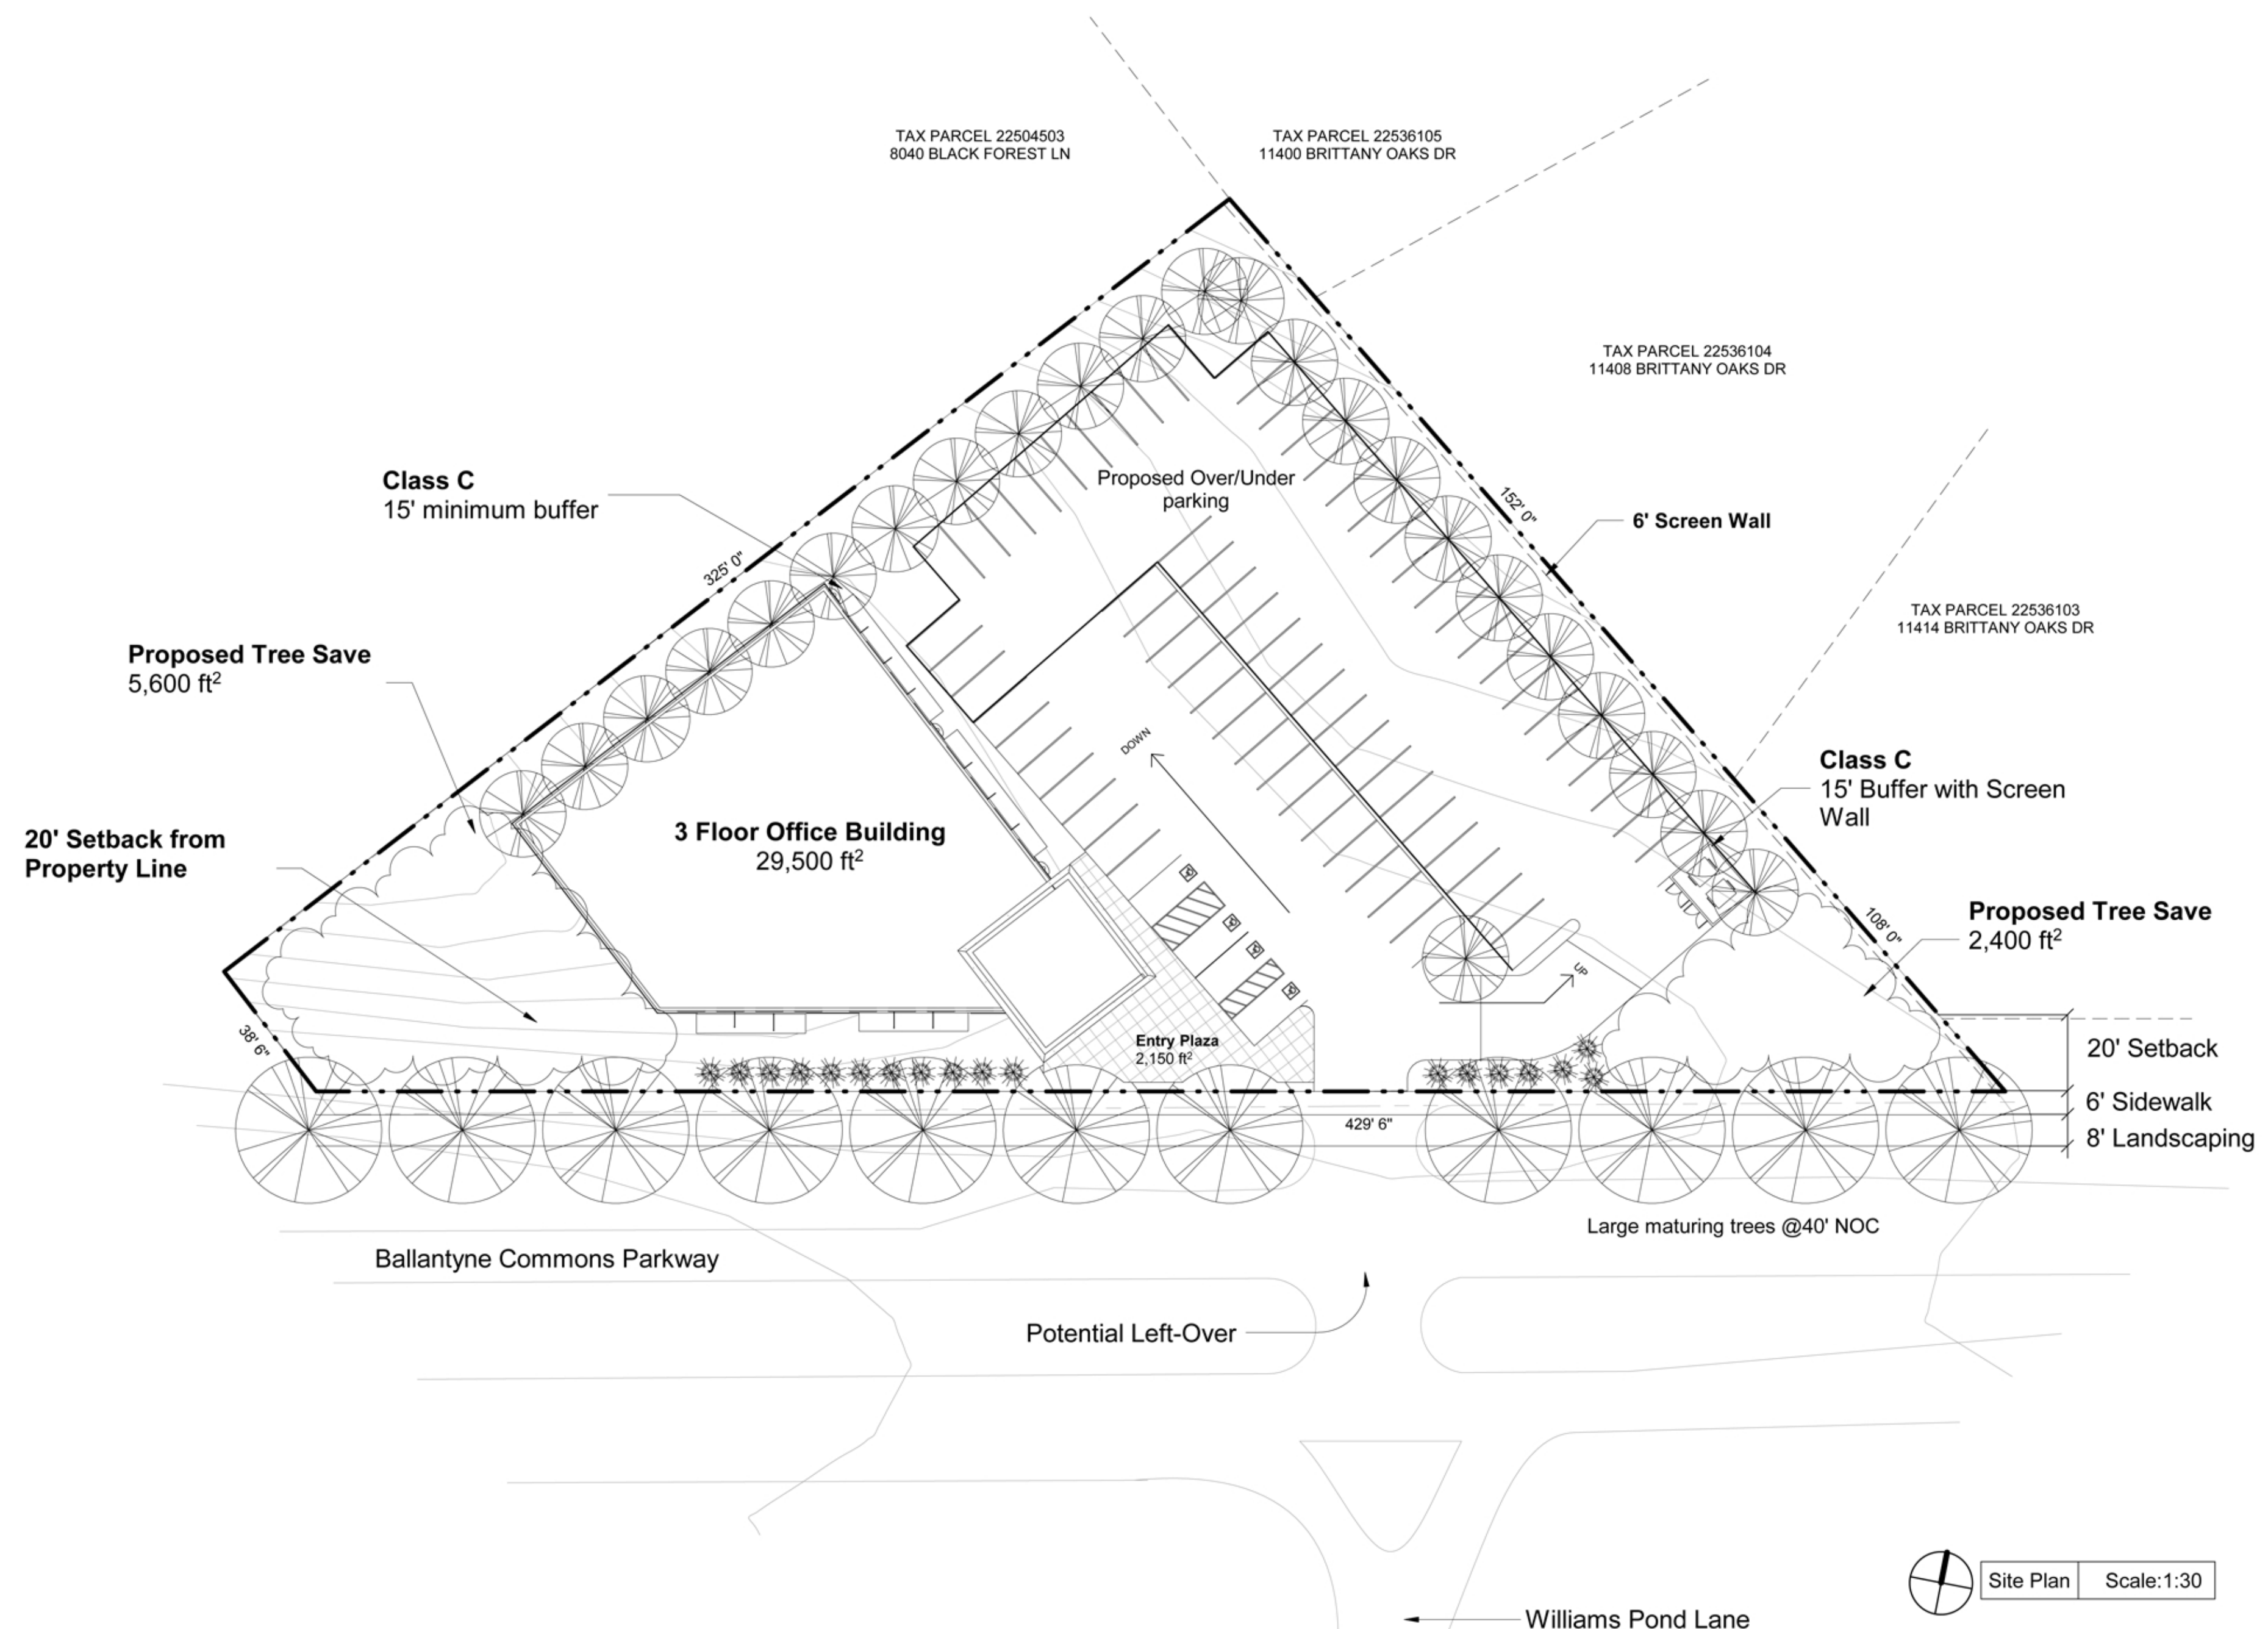 TAX PARCEL 22504503
8040 BLACK FOREST LN
TAX PARCEL 22536105
11400 BRITTANY OAKS DR
TAX PARCEL 22536104
11408 BRITTANY OAKS DR
Class C
15' minimum buffer
Proposed Over/Under
parking
152' 0"
6' Screen Wall
325' 0"
TAX PARCEL 22536103
11414 BRITTANY OAKS DR
Proposed Tree Save
5,600 ft²
DOWN
Class C
15' Buffer with Screen
Wall
20' Setback from
Property Line
3 Floor Office Building
29,500 ft²
108' 0"
Proposed Tree Save
2,400 ft²
UP
38' 6"
Entry Plaza
2,150 ft²
20' Setback
6' Sidewalk
429' 6"
8' Landscaping
Large maturing trees @40' NOC
Ballantyne Commons Parkway
Potential Left-Over
Site Plan
Scale:1:30
Williams Pond Lane